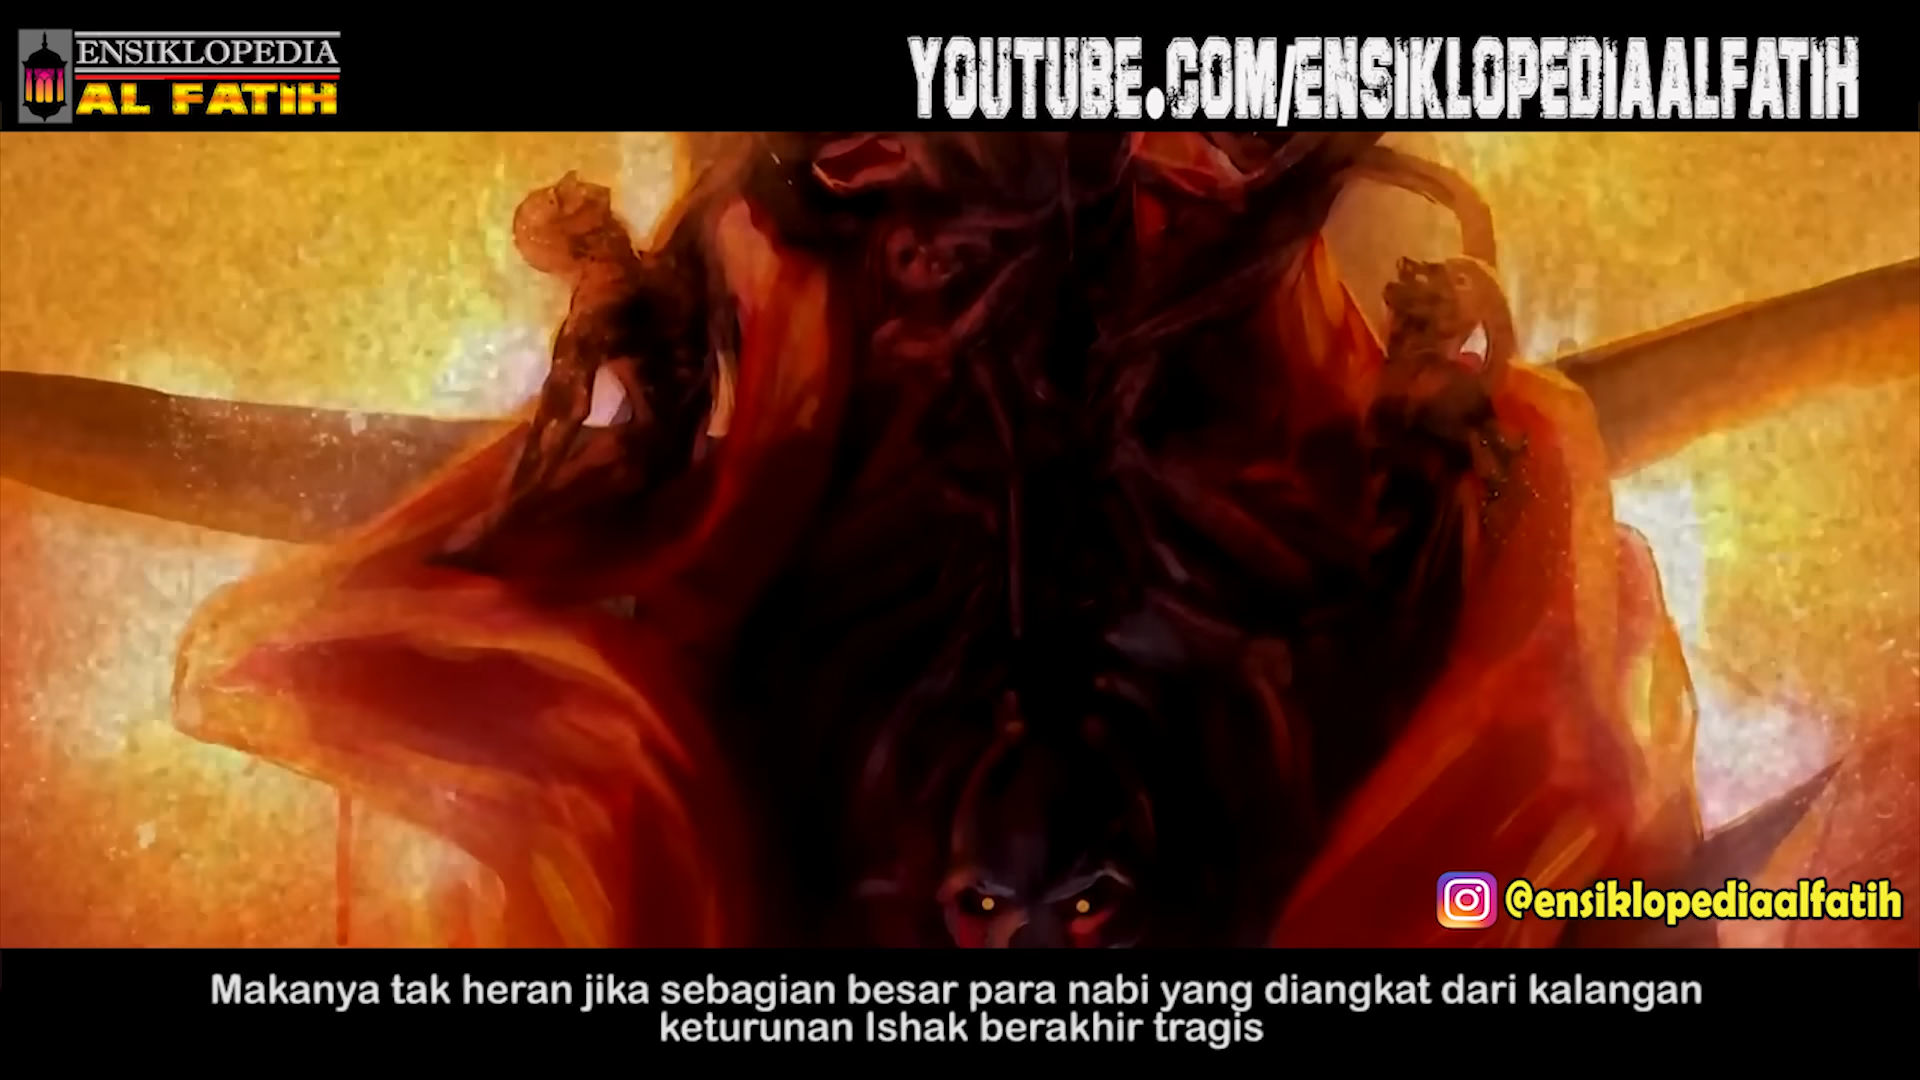 ENSIKLOPEDIA
AL FATIH
YOUTUBE.COM/ENSIKLOPEDIAALFATIH
@ensiklopediaalfatih
Makanya tak heran jika sebagian besar para nabi yang diangkat dari kalangan
keturunan Ishak berakhir tragis